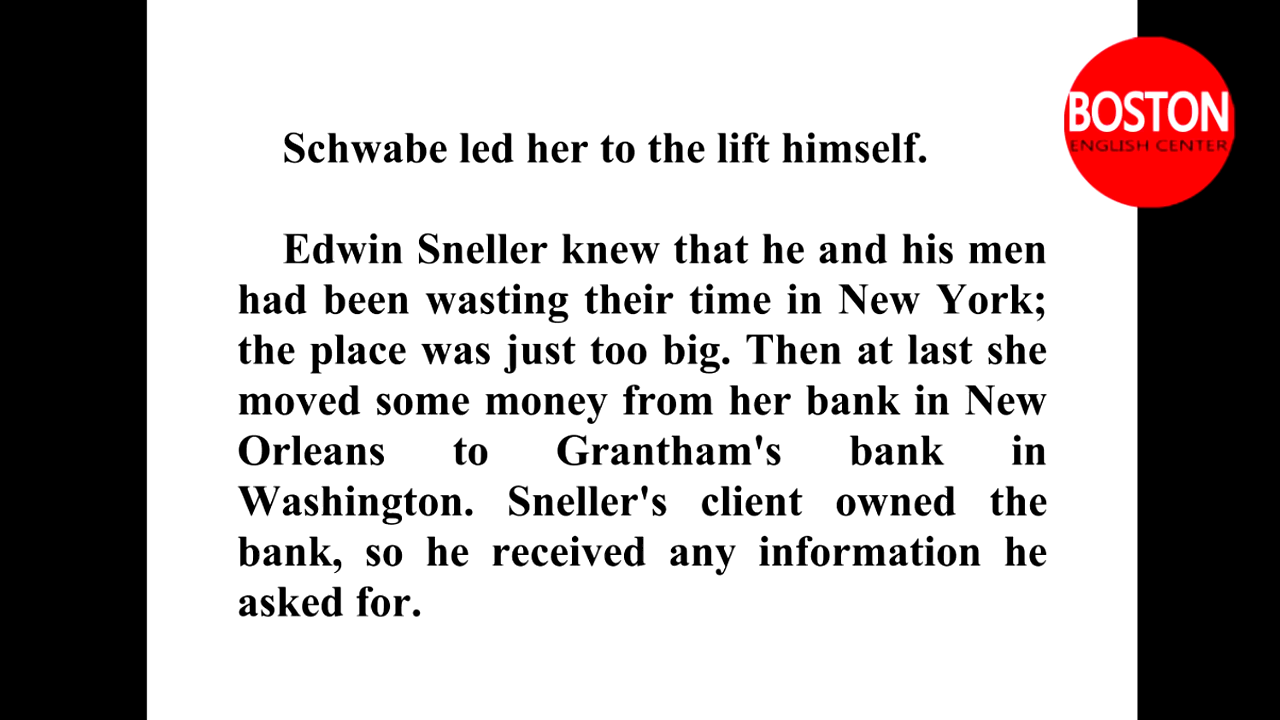 BOSTON
ENGLISH CENTER
Schwabe led her to the lift himself.
Edwin Sneller knew that he and his men
had been wasting their time in New York;
the place was just too big. Then at last she
moved some money from her bank in New
Orleans to Grantham's bank in
Washington. Sneller's client owned the
bank, so he received any information he
asked for.